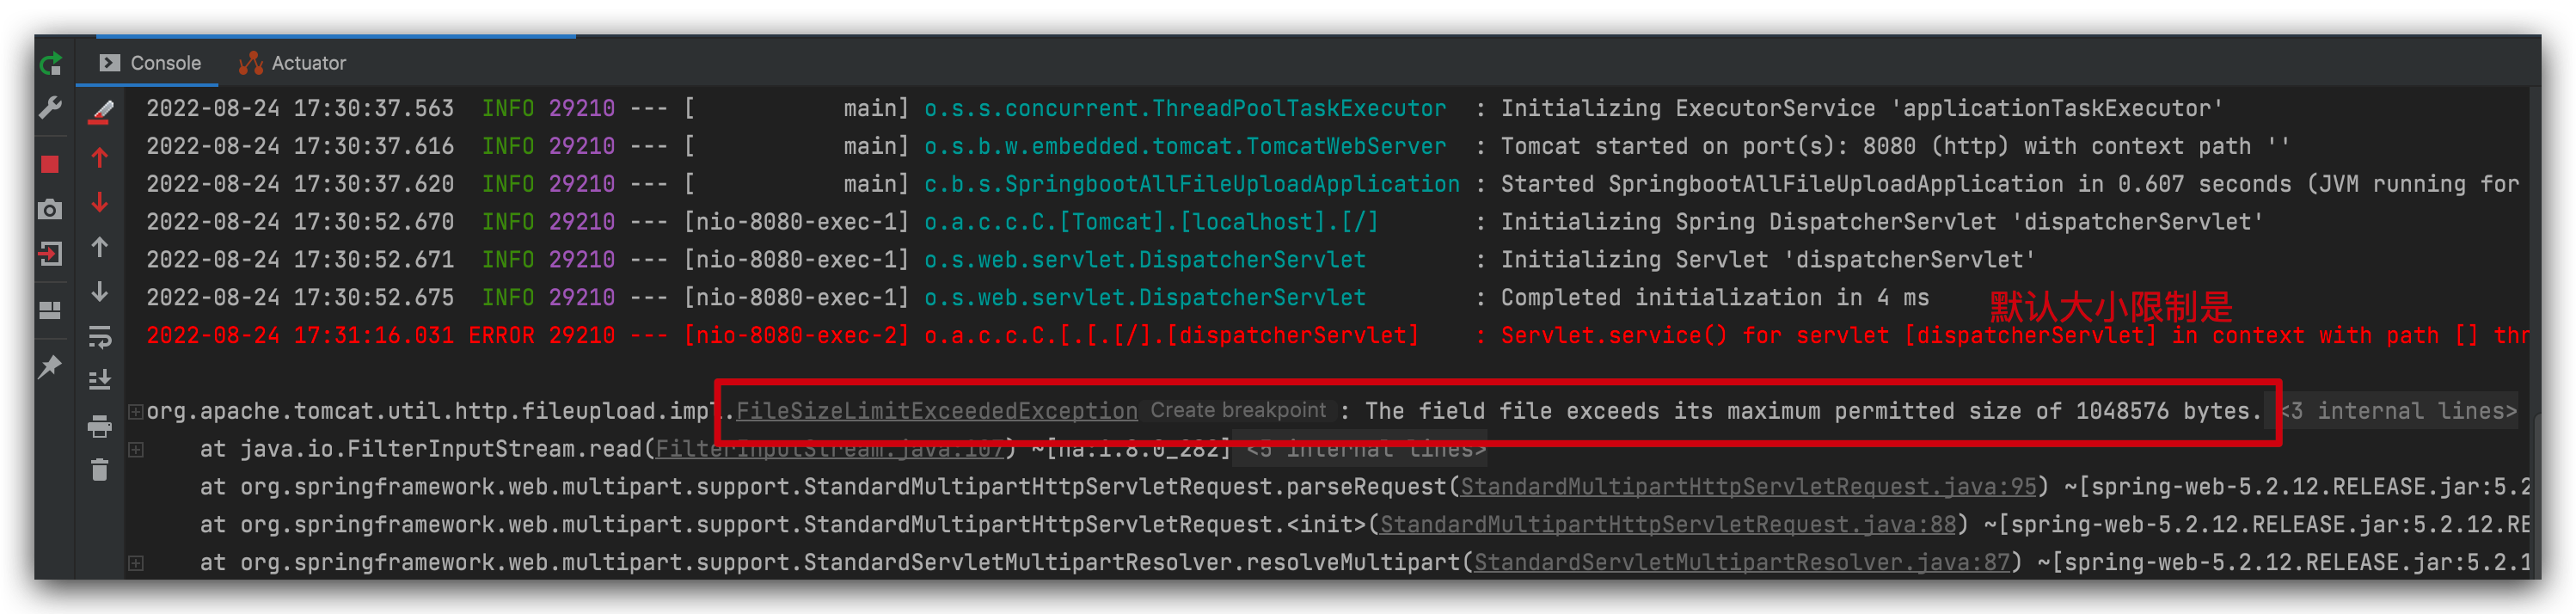 Console Actuator
2022-08-24 17:30:37.563  INFO 29210 --- [           main] o.s.s.concurrent.ThreadPoolTaskExecutor  : Initializing ExecutorService 'applicationTaskExecutor'
2022-08-24 17:30:37.616  INFO 29210 --- [           main] o.s.b.w.embedded.tomcat.TomcatWebServer  : Tomcat started on port(s): 8080 (http) with context path ''
2022-08-24 17:30:37.620  INFO 29210 --- [           main] c.b.s.SpringbootAllFileUploadApplication : Started SpringbootAllFileUploadApplication in 0.607 seconds (JVM running for
2022-08-24 17:30:52.670  INFO 29210 --- [nio-8080-exec-1] o.a.c.c.C.[Tomcat].[localhost].[/]       : Initializing Spring DispatcherServlet 'dispatcherServlet'
2022-08-24 17:30:52.671  INFO 29210 --- [nio-8080-exec-1] o.s.web.servlet.DispatcherServlet        : Initializing Servlet 'dispatcherServlet'
2022-08-24 17:30:52.675  INFO 29210 --- [nio-8080-exec-1] o.s.web.servlet.DispatcherServlet        : Completed initialization in 4 ms
默认大小限制是
2022-08-24 17:31:16.031 ERROR 29210 --- [nio-8080-exec-2] o.a.c.c.C.[.[.[/].[dispatcherServlet]    : Servlet.service() for servlet [dispatcherServlet] in context with path [] thr
org.apache.tomcat.util.http.fileupload.impl.FileSizeLimitExceededException Create breakpoint : The field file exceeds its maximum permitted size of 1048576 bytes. <3 internal lines>
at java.io.FilterInputStream.read(FilterInputStream.java:107) ~[na:1.8.0_282] <5 internal lines>
at org.springframework.web.multipart.support.StandardMultipartHttpServletRequest.parseRequest(StandardMultipartHttpServletRequest.java:95) ~[spring-web-5.2.12.RELEASE.jar:5.2
at org.springframework.web.multipart.support.StandardMultipartHttpServletRequest.<init>(StandardMultipartHttpServletRequest.java:88) ~[spring-web-5.2.12.RELEASE.jar:5.2.12.RE
at org.springframework.web.multipart.support.StandardServletMultipartResolver.resolveMultipart(StandardServletMultipartResolver.java:87) ~[spring-web-5.2.12.RELEASE.jar:5.2.1